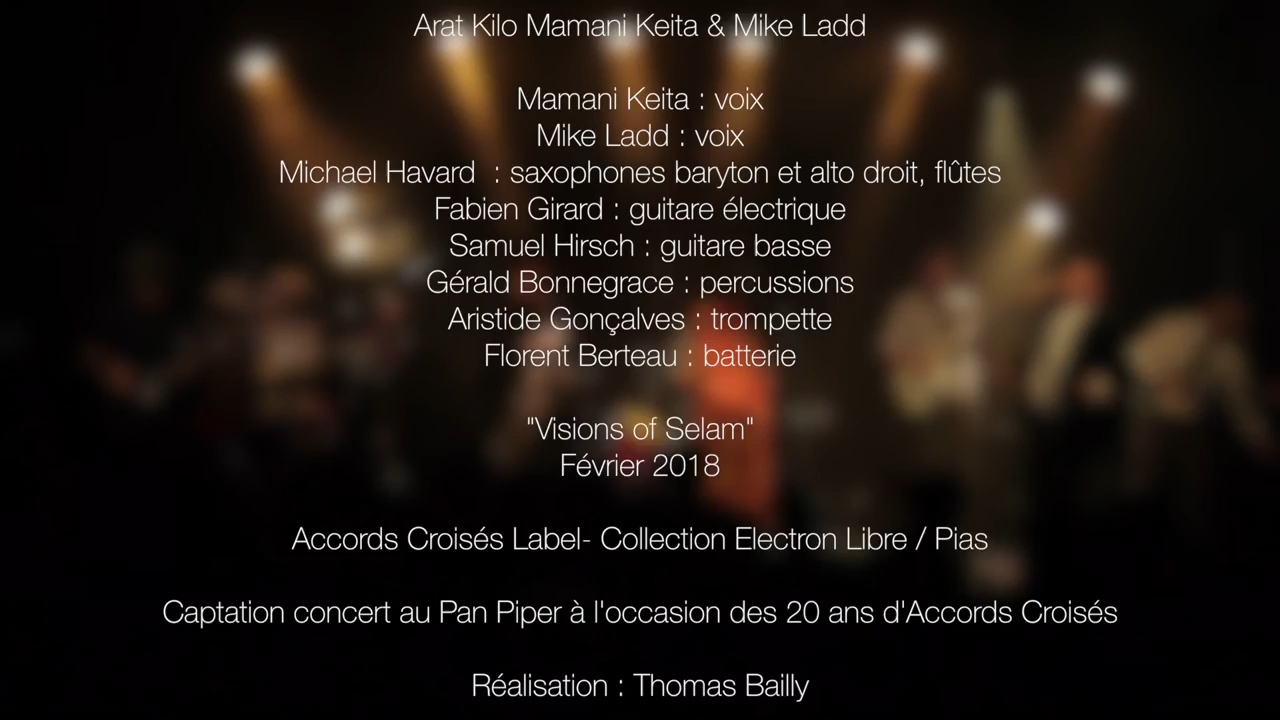 Arat Kilo Mamani Keita & Mike Ladd
Mamani Keita : voix
Mike Ladd : voix
Michael Havard  : saxophones baryton et alto droit, flûtes
Fabien Girard : guitare électrique
Samuel Hirsch : guitare basse
Gérald Bonnegrace : percussions
Aristide Gonçalves : trompette
Florent Berteau : batterie
"Visions of Selam"
Février 2018
Accords Croisés Label- Collection Electron Libre / Pias
Captation concert au Pan Piper à l'occasion des 20 ans d'Accords Croisés
Réalisation : Thomas Bailly